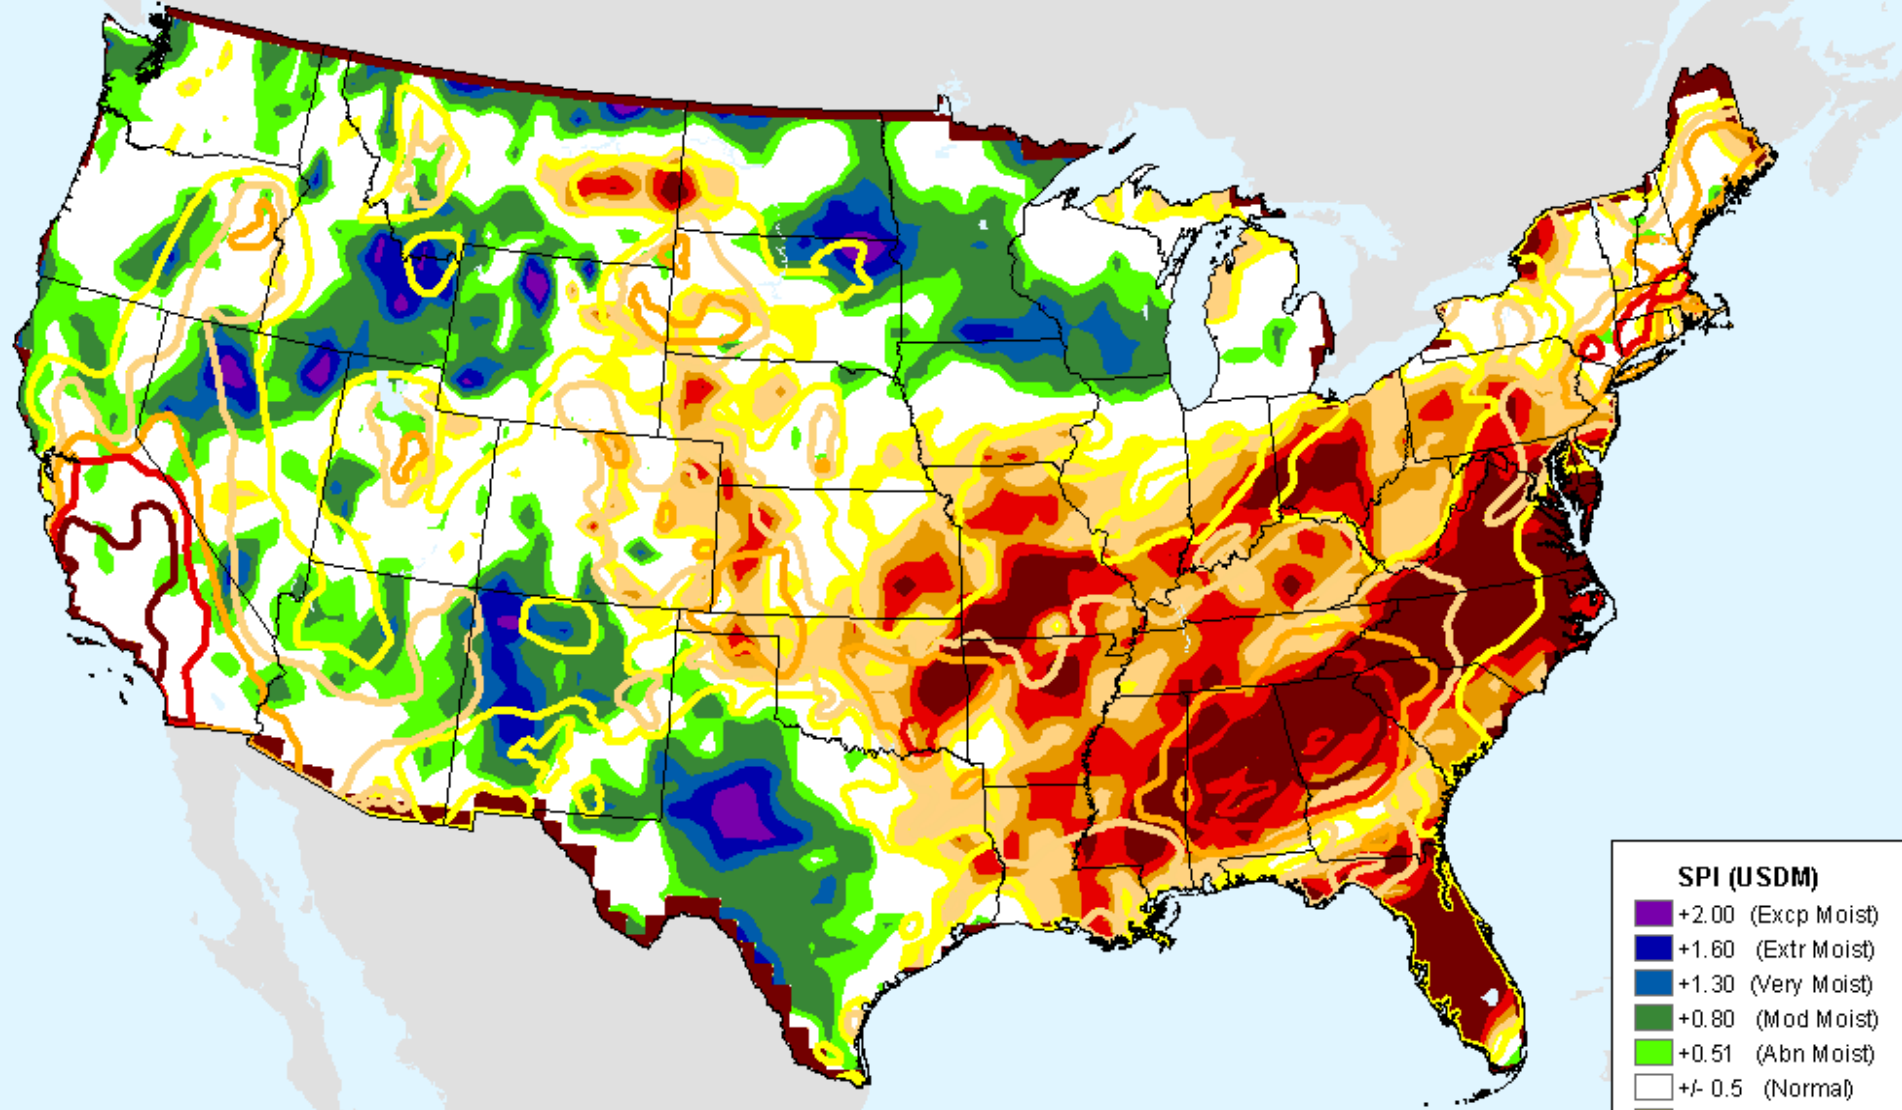 SPI (USDM)
+2.00 (Excp Moist)
+1.60 (Extr Moist)
+1.30 (Very Moist)
+0.80 (Mod Moist)
+0.51 (Abn Moist)
+/- 0.5 (Normal)